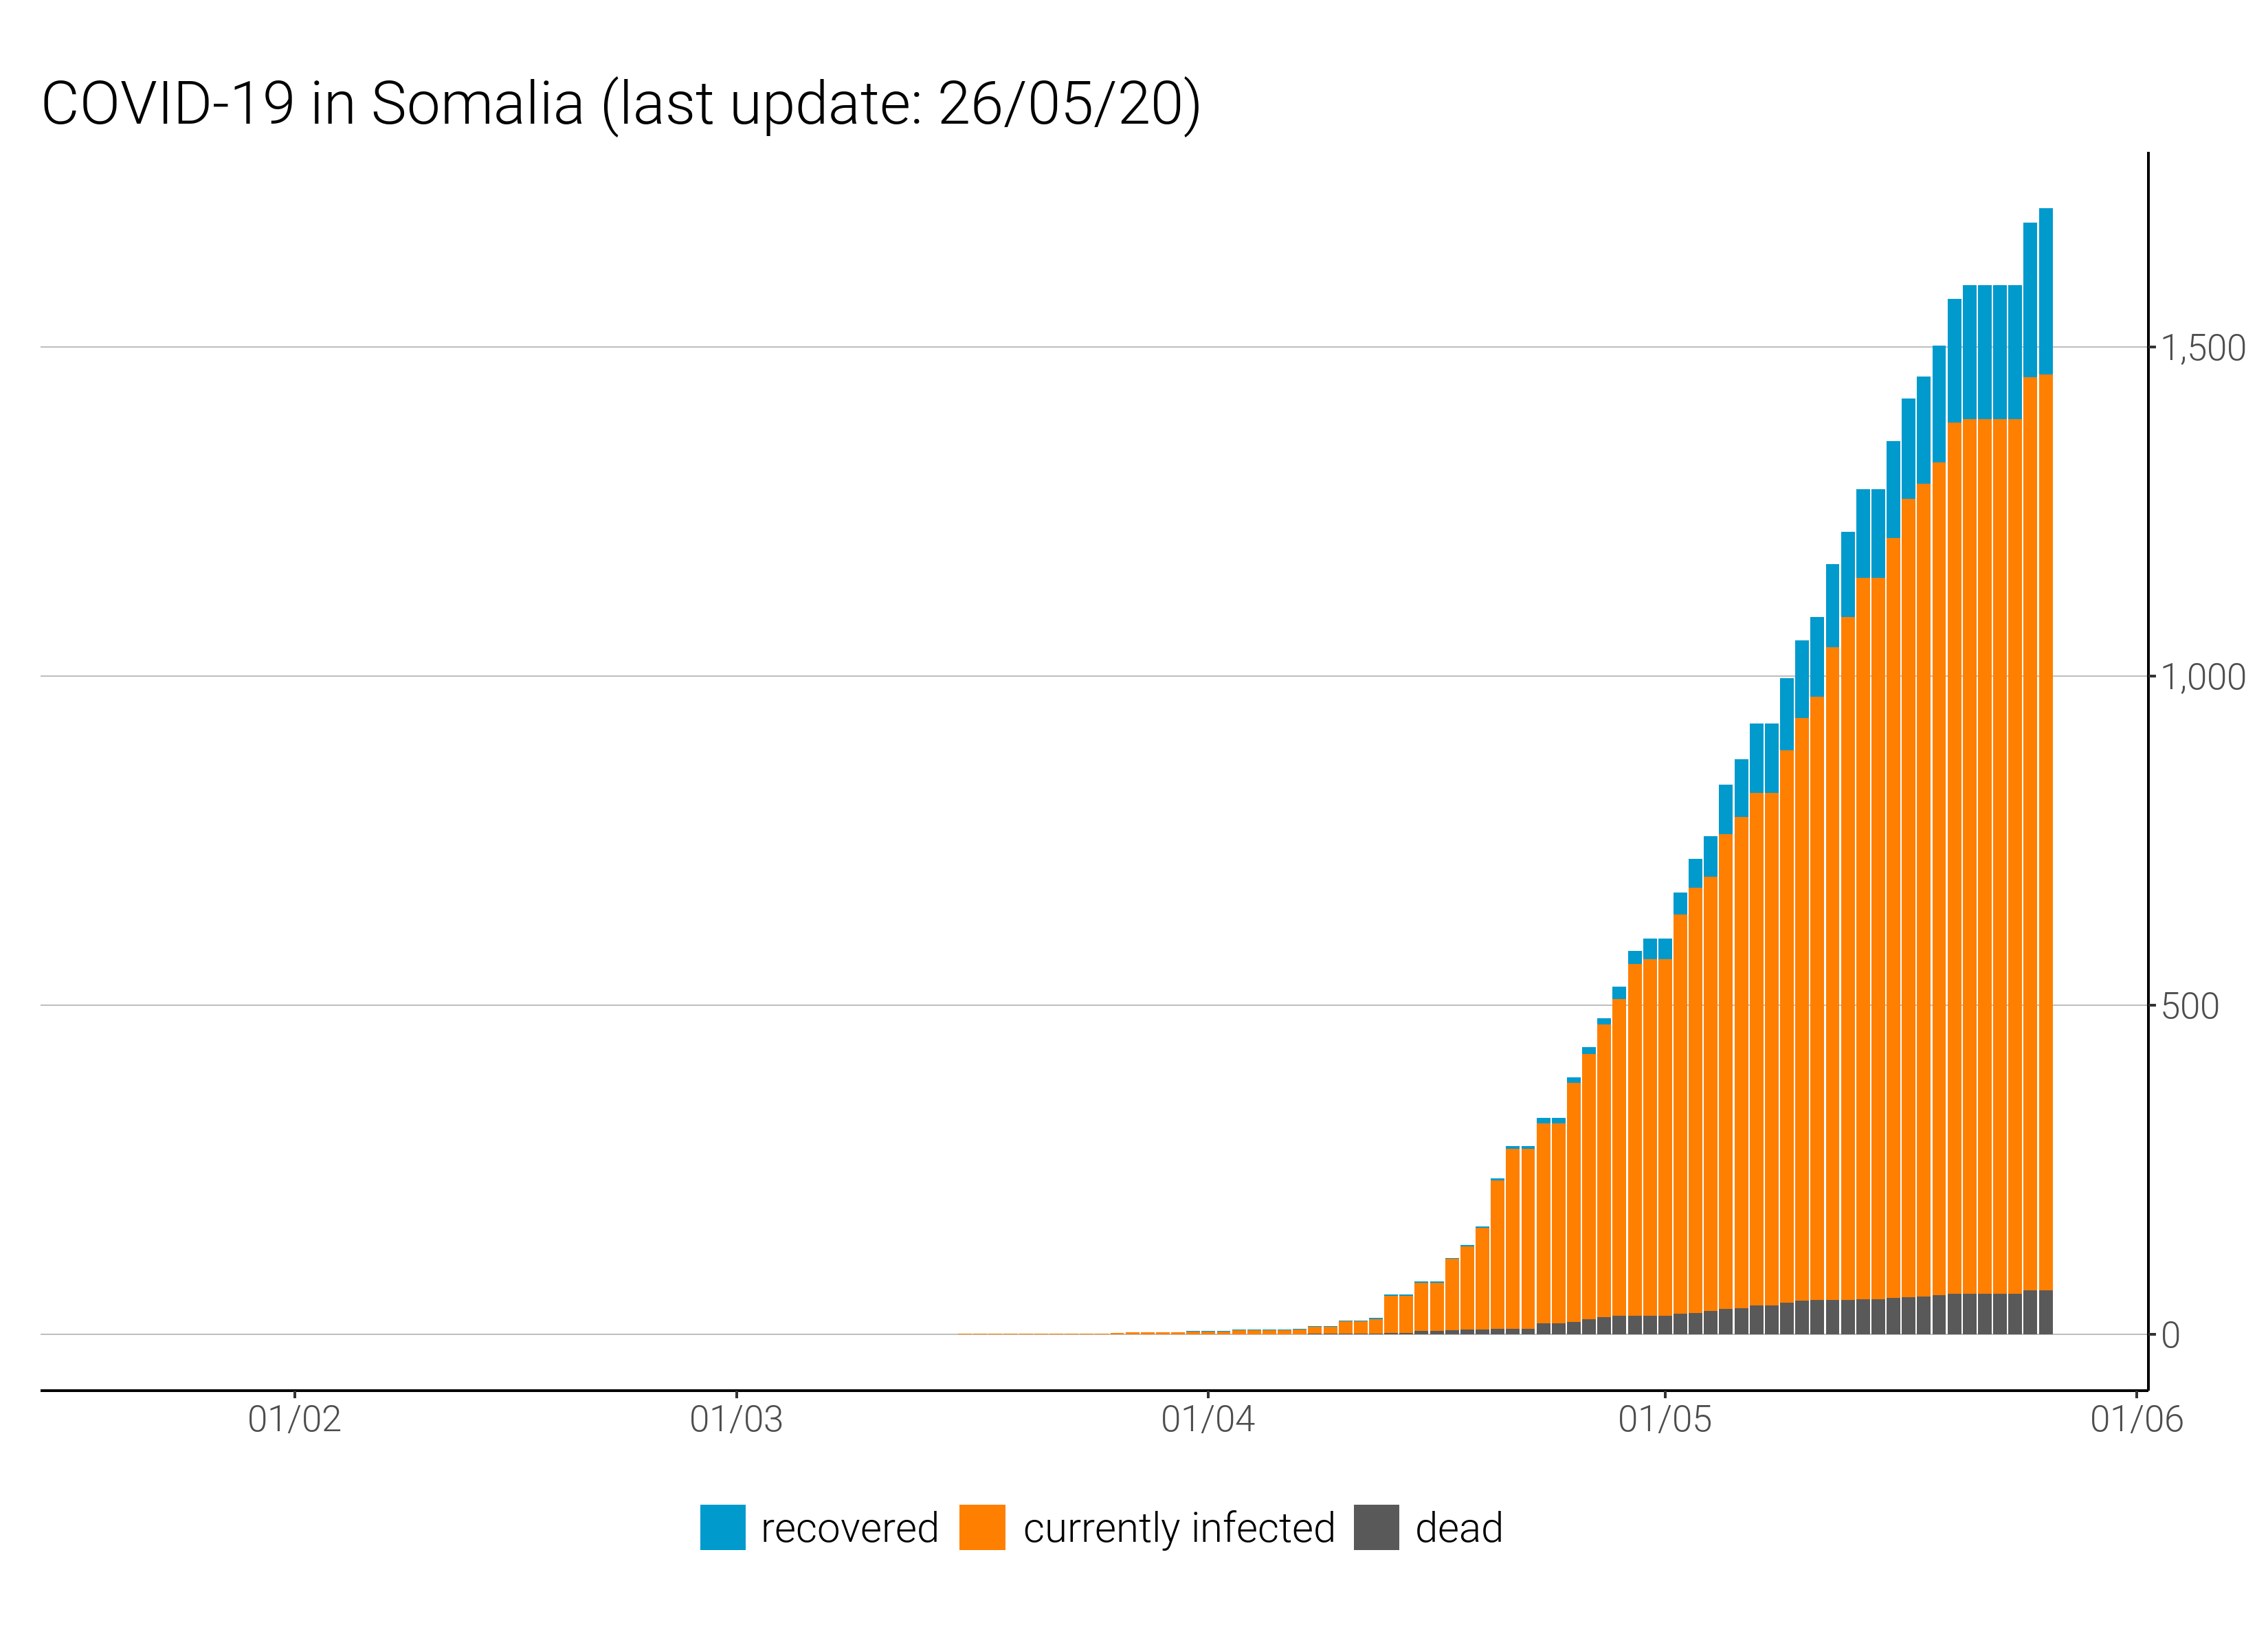 COVID-19 in Somalia (last update: 26/05/20)
1,500
1,000
500
0
01/02 01/03 01/04 01/05 01/06
recovered currently infected dead